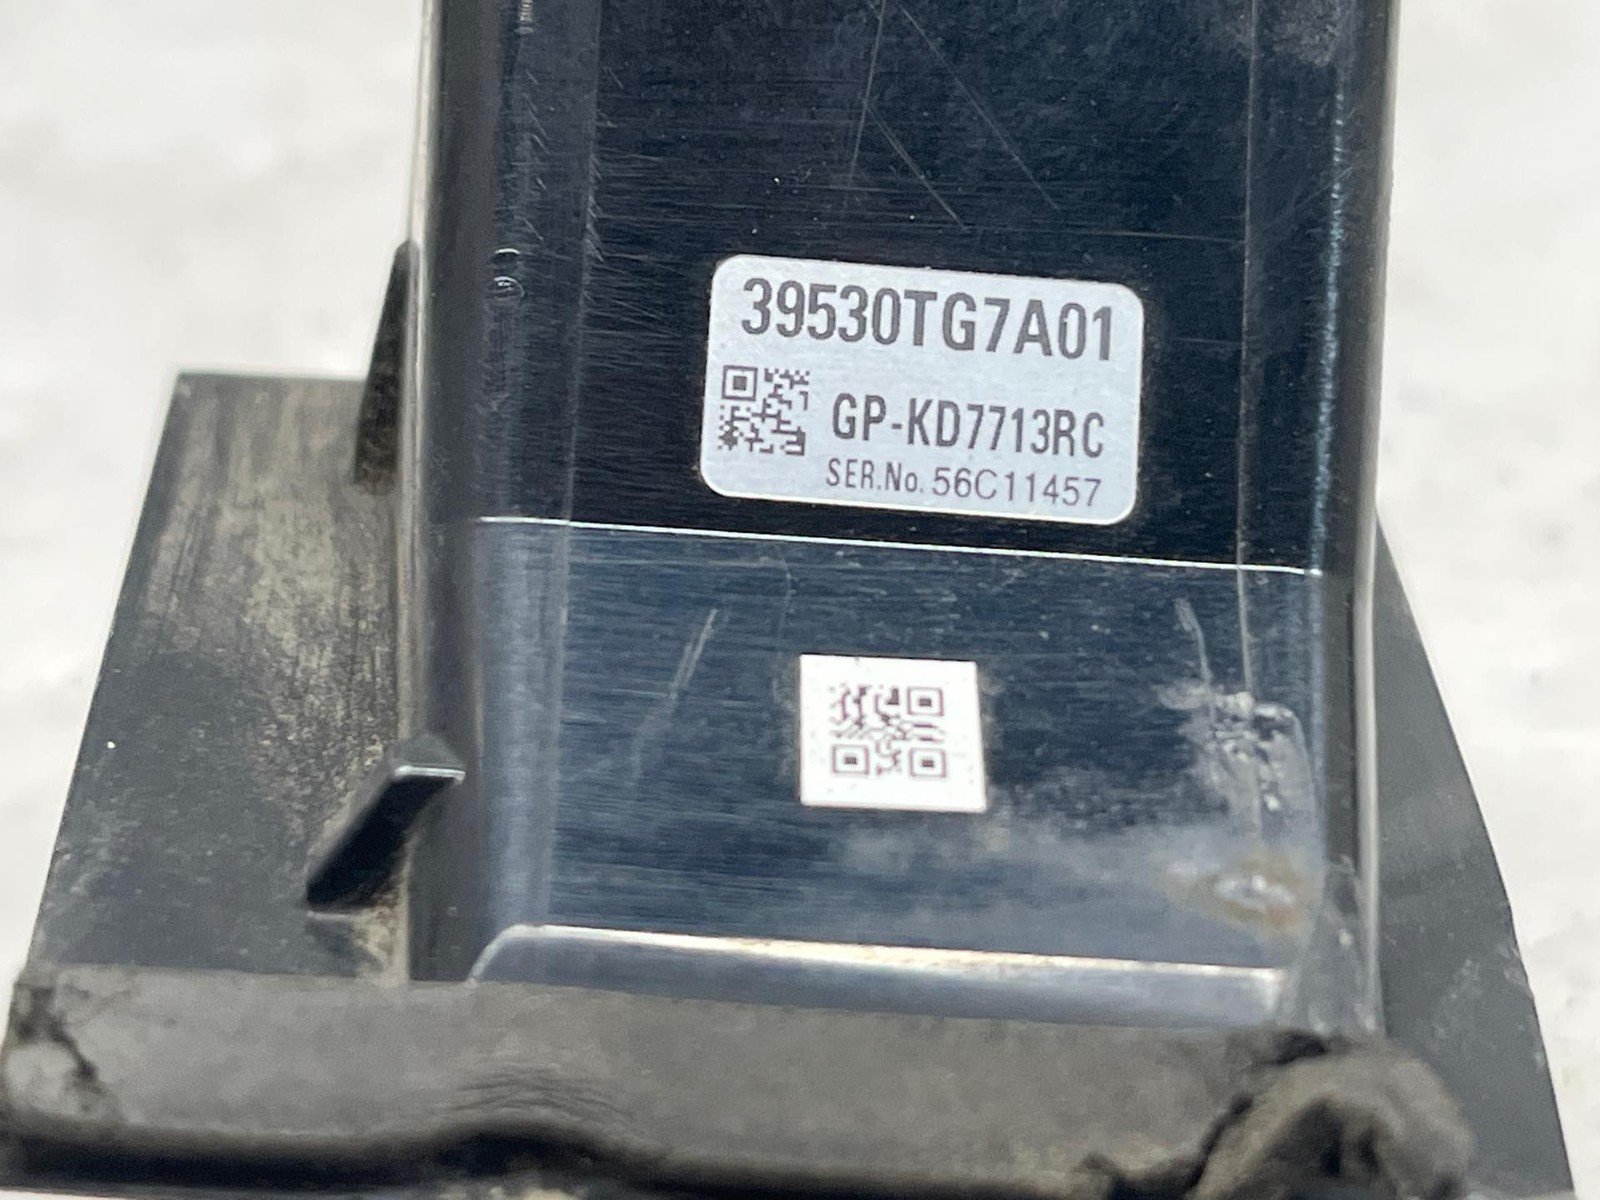 39530TG7A01
GP-KD7713RC
SER.No. 56C11457